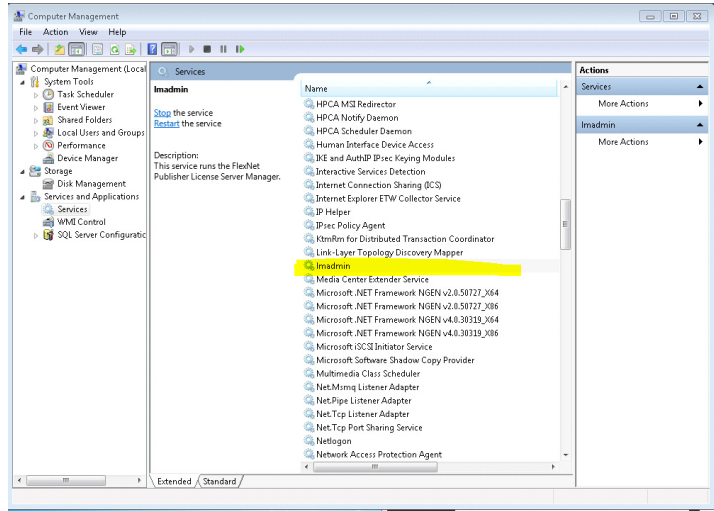 Computer Management
File Action View Help
Computer Management (Local
System Tools
Task Scheduler
Event Viewer
Shared Folders
Local Users and Groups
Performance
Device Manager
Storage
Disk Management
Services and Applications
Services
WMI Control
SQL Server Configuratic
Services
lmadmin
Stop the service
Restart the service
Description:
This service runs the FlexNet
Publisher License Server Manager.
Name
HPCA MSI Redirector
HPCA Notify Daemon
HPCA Scheduler Daemon
Human Interface Device Access
IKE and AuthIP IPsec Keying Modules
Interactive Services Detection
Internet Connection Sharing (ICS)
Internet Explorer ETW Collector Service
IP Helper
IPsec Policy Agent
KtmRm for Distributed Transaction Coordinator
Link-Layer Topology Discovery Mapper
lmadmin
Media Center Extender Service
Microsoft .NET Framework NGEN v2.0.50727_X64
Microsoft .NET Framework NGEN v2.0.50727_X86
Microsoft .NET Framework NGEN v4.0.30319_X64
Microsoft .NET Framework NGEN v4.0.30319_X86
Microsoft iSCSI Initiator Service
Microsoft Software Shadow Copy Provider
Multimedia Class Scheduler
Net.Msmq Listener Adapter
Net.Pipe Listener Adapter
Net.Tcp Listener Adapter
Net.Tcp Port Sharing Service
Netlogon
Network Access Protection Agent
Extended Standard
Actions
Services
More Actions
lmadmin
More Actions